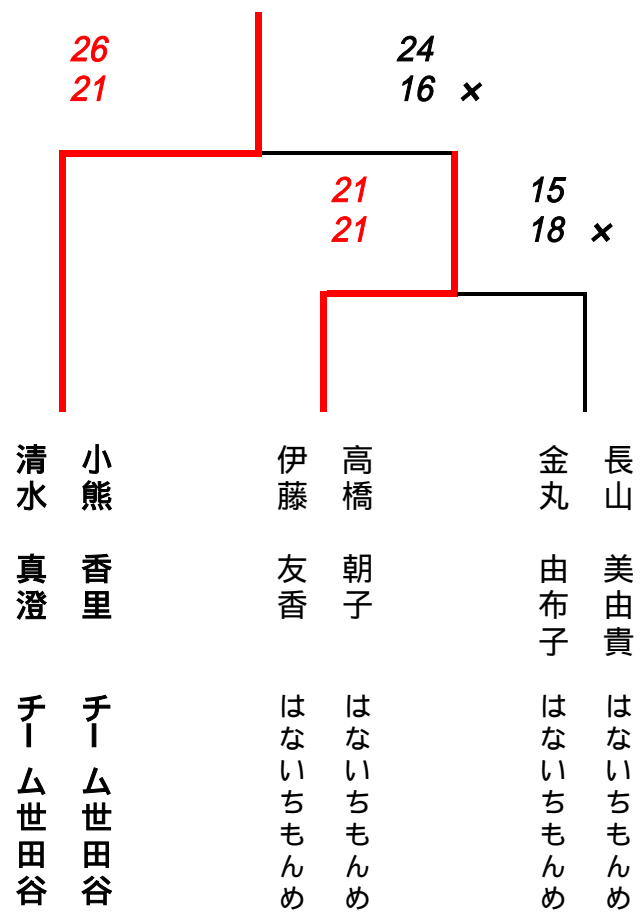 26 24
21 16 ×
21 15
21 18 ×
小熊 香里 チーム世田谷
清水 真澄 チーム世田谷
高橋 朝子 はないちもんめ
伊藤 友香 はないちもんめ
長山 美由貴 はないちもんめ
金丸 由布子 はないちもんめ